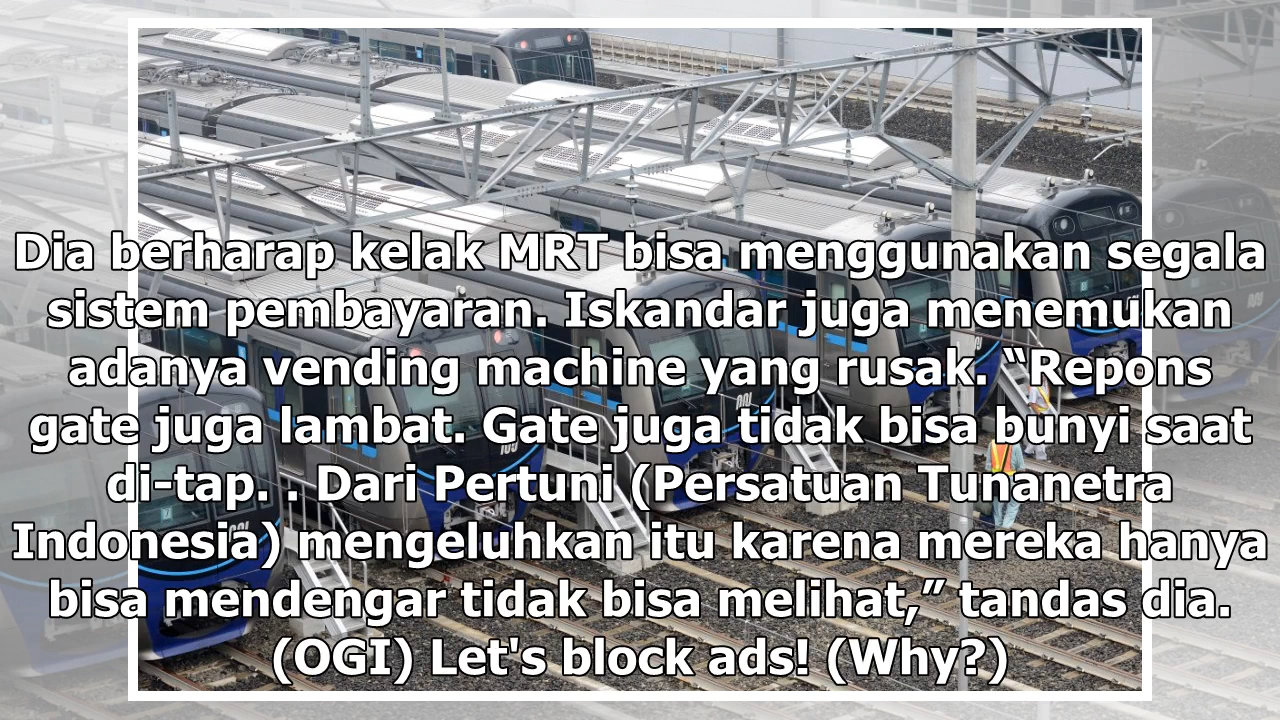 Dia berharap kelak MRT bisa menggunakan segala
sistem pembayaran. Iskandar juga menemukan
adanya vending machine yang rusak. “Repons
gate juga lambat. Gate juga tidak bisa bunyi saat
di-tap. . Dari Pertuni (Persatuan Tunanetra
Indonesia) mengeluhkan itu karena mereka hanya
bisa mendengar tidak bisa melihat,” tandas dia.
(OGI) Let's block ads! (Why?)